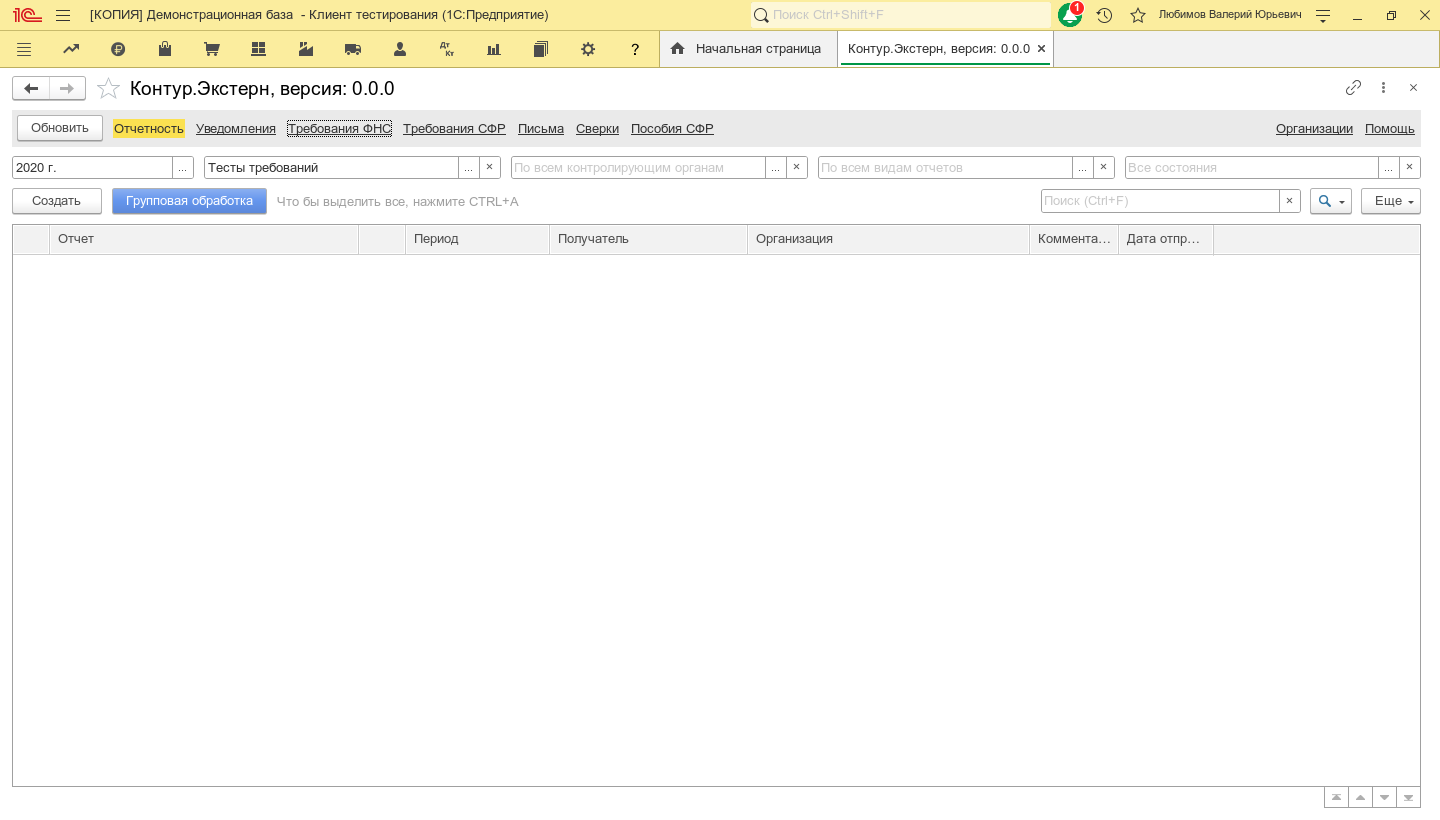 [КОПИЯ] Демонстрационная база - Клиент тестирования (1С:Предприятие) Поиск Ctrl+Shift+F 1 Любимов Валерий Юрьевич
Дт Кт ? Начальная страница Контур.Экстерн, версия: 0.0.0 ×
Контур.Экстерн, версия: 0.0.0
Обновить Отчетность Уведомления Требования ФНС Требования СФР Письма Сверки Пособия СФР Организации Помощь
2020 г. ... Тесты требований ... × По всем контролирующим органам ... × По всем видам отчетов ... × Все состояния ... ×
Создать Групповая обработка Что бы выделить все, нажмите CTRL+A Поиск (Ctrl+F) × Еще
Отчет Период Получатель Организация Коммента... Дата отпр...